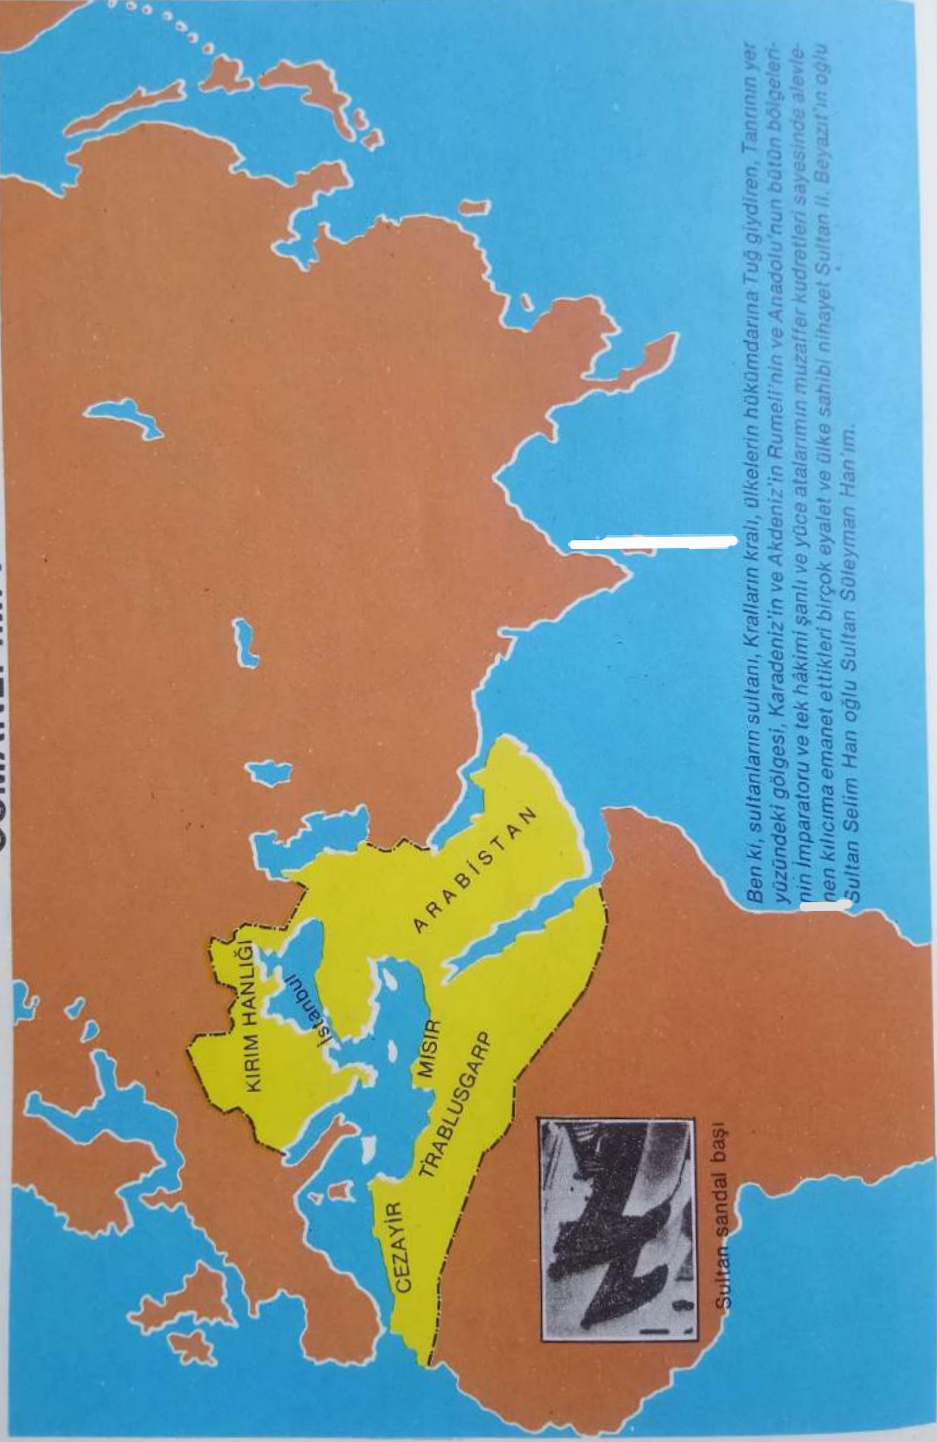 KIRIM HANLIĞI
İstanbul
ARABİSTAN
MISIR
TRABLUSGARP
CEZAYİR
Sultan sandal başı
Ben ki, sultanların sultanı, Kralların kralı, ülkelerin hükümdarına Tuğ giydiren, Tanrının yer
yüzündeki gölgesi, Karadeniz'in ve Akdeniz'in Rumeli'nin ve Anadolu'nun bütün bölgeleri-
nin İmparatoru ve tek hâkimi şanlı ve yüce atalarımın muzaffer kudretleri sayesinde alevle-
nen kılıcıma emanet ettikleri birçok eyalet ve ülke sahibi nihayet Sultan II. Beyazıt'ın oğlu
Sultan Selim Han oğlu Sultan Süleyman Han'ım.